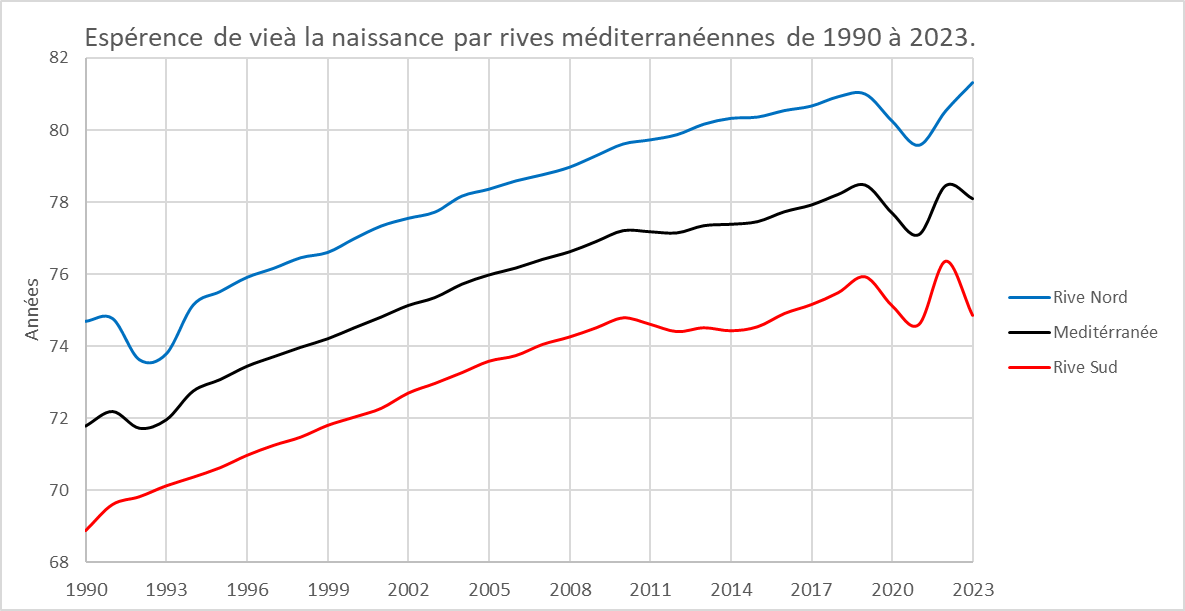 Espérence de vieà la naissance par rives méditerranéennes de 1990 à 2023.
82
80
78
76
74
72
70
68
Années
1990 1993 1996 1999 2002 2005 2008 2011 2014 2017 2020 2023
Rive Nord
Meditérranée
Rive Sud